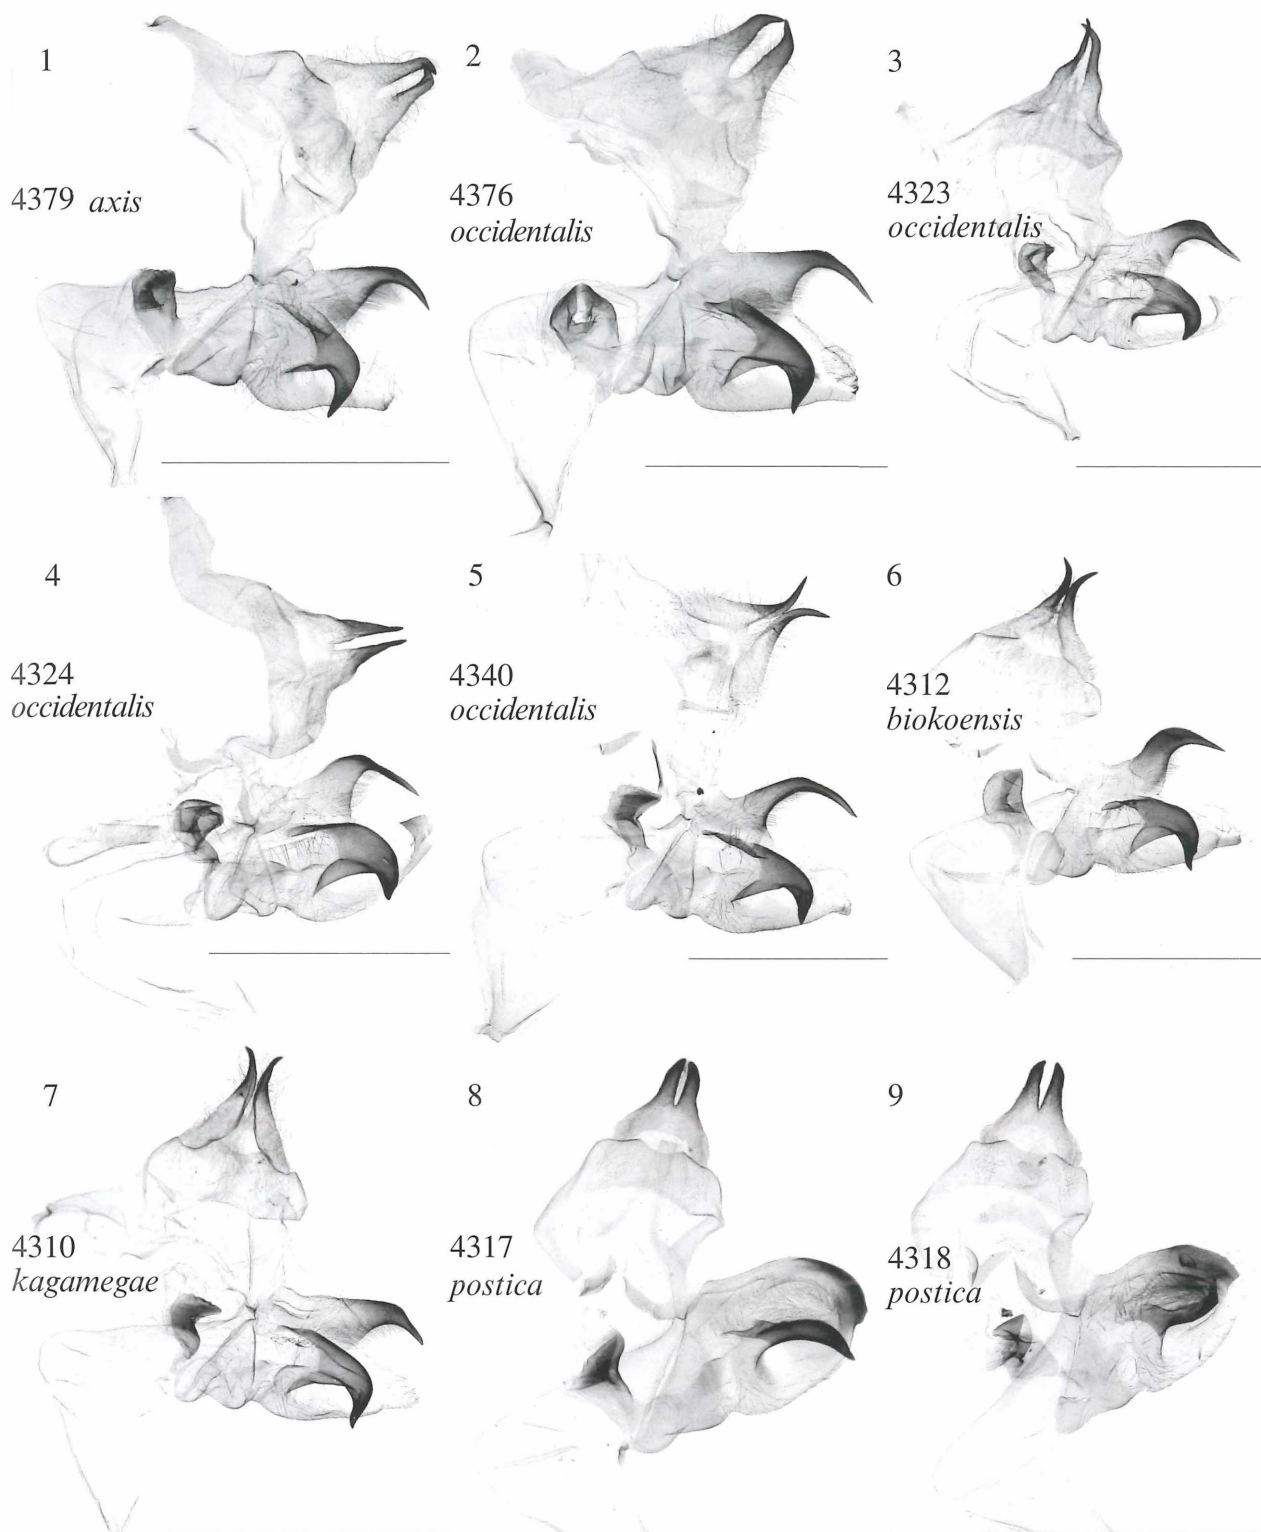 1
4379 axis
2
4376
occidentalis
3
4323
occidentalis
4
4324
occidentalis
5
4340
occidentalis
6
4312
biokoensis
7
4310
kagamegae
8
4317
postica
9
4318
postica